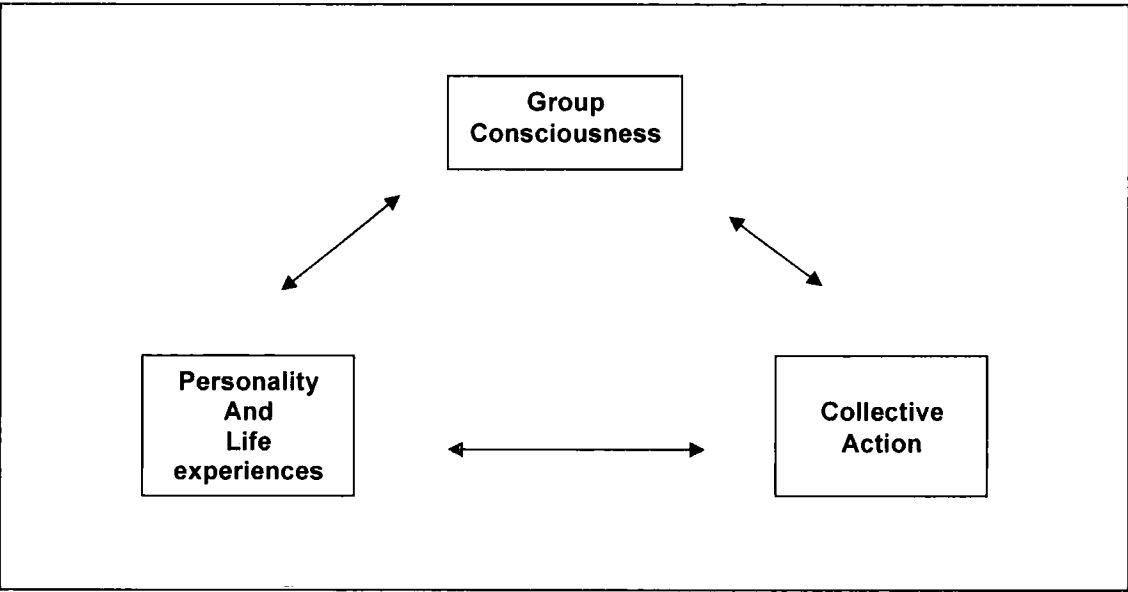 Group
Consciousness
Personality
And
Life
experiences
Collective
Action